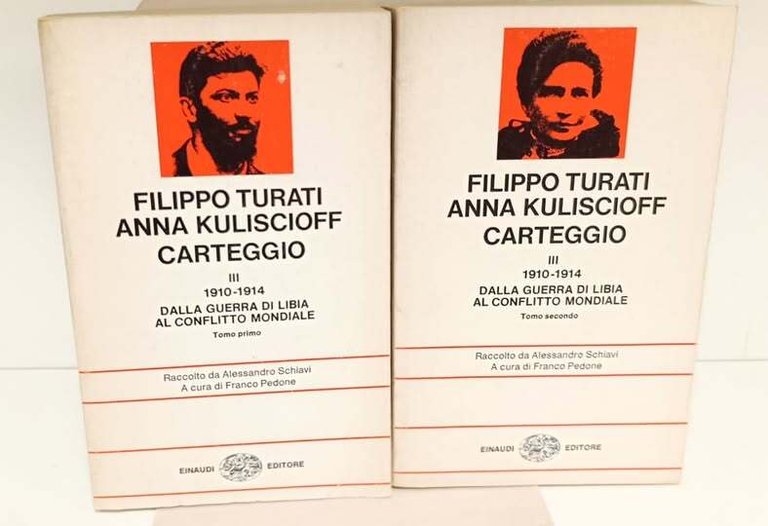 FILIPPO TURATI
ANNA KULISCIOFF
CARTEGGIO
III
1910-1914
DALLA GUERRA DI LIBIA
AL CONFLITTO MONDIALE
Tomo primo
Raccolto da Alessandro Schiavi
A cura di Franco Pedone
EINAUDI EDITORE
FILIPPO TURATI
ANNA KULISCIOFF
CARTEGGIO
III
1910-1914
DALLA GUERRA DI LIBIA
AL CONFLITTO MONDIALE
Tomo secondo
Raccolto da Alessandro Schiavi
A cura di Franco Pedone
EINAUDI EDITORE